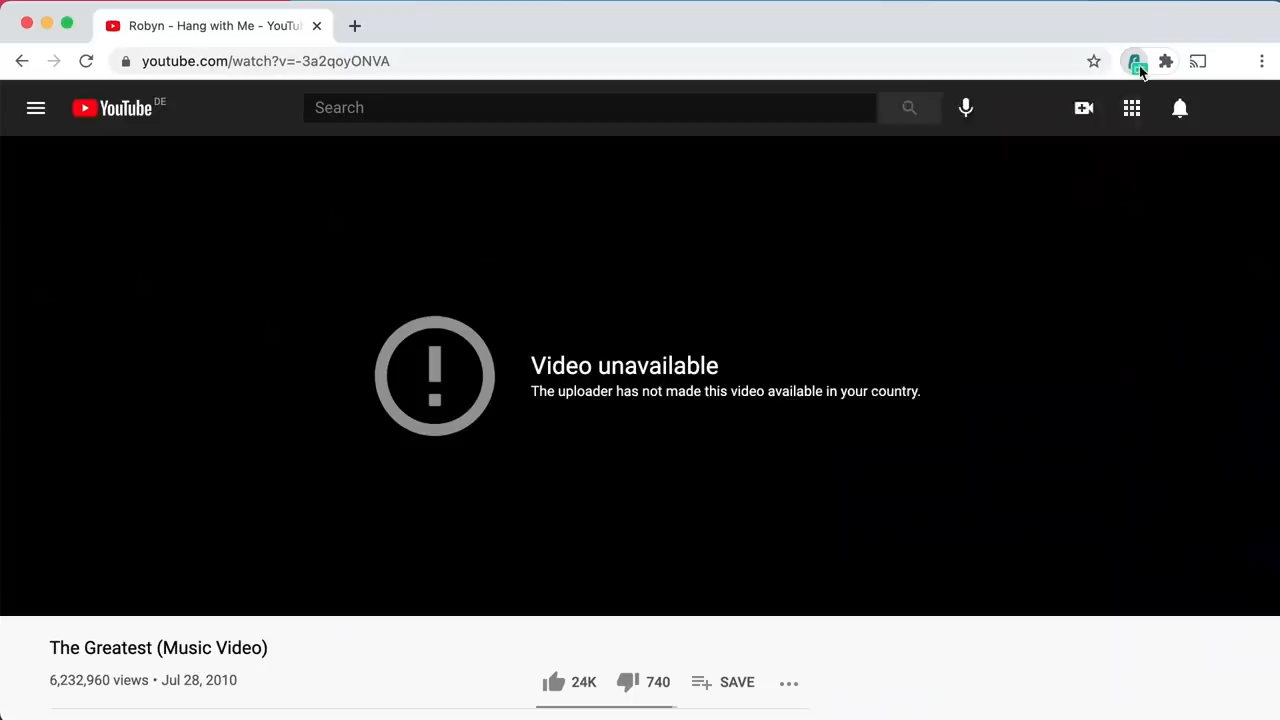 Robyn - Hang with Me - YouTu
youtube.com/watch?v=-3a2qoyONVA
YouTube DE
Search
Video unavailable
The uploader has not made this video available in your country.
The Greatest (Music Video)
6,232,960 views • Jul 28, 2010
24K 740 SAVE